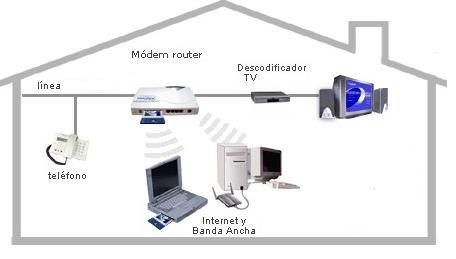 Módem router
Descodificador
TV
línea
teléfono
Internet y
Banda Ancha